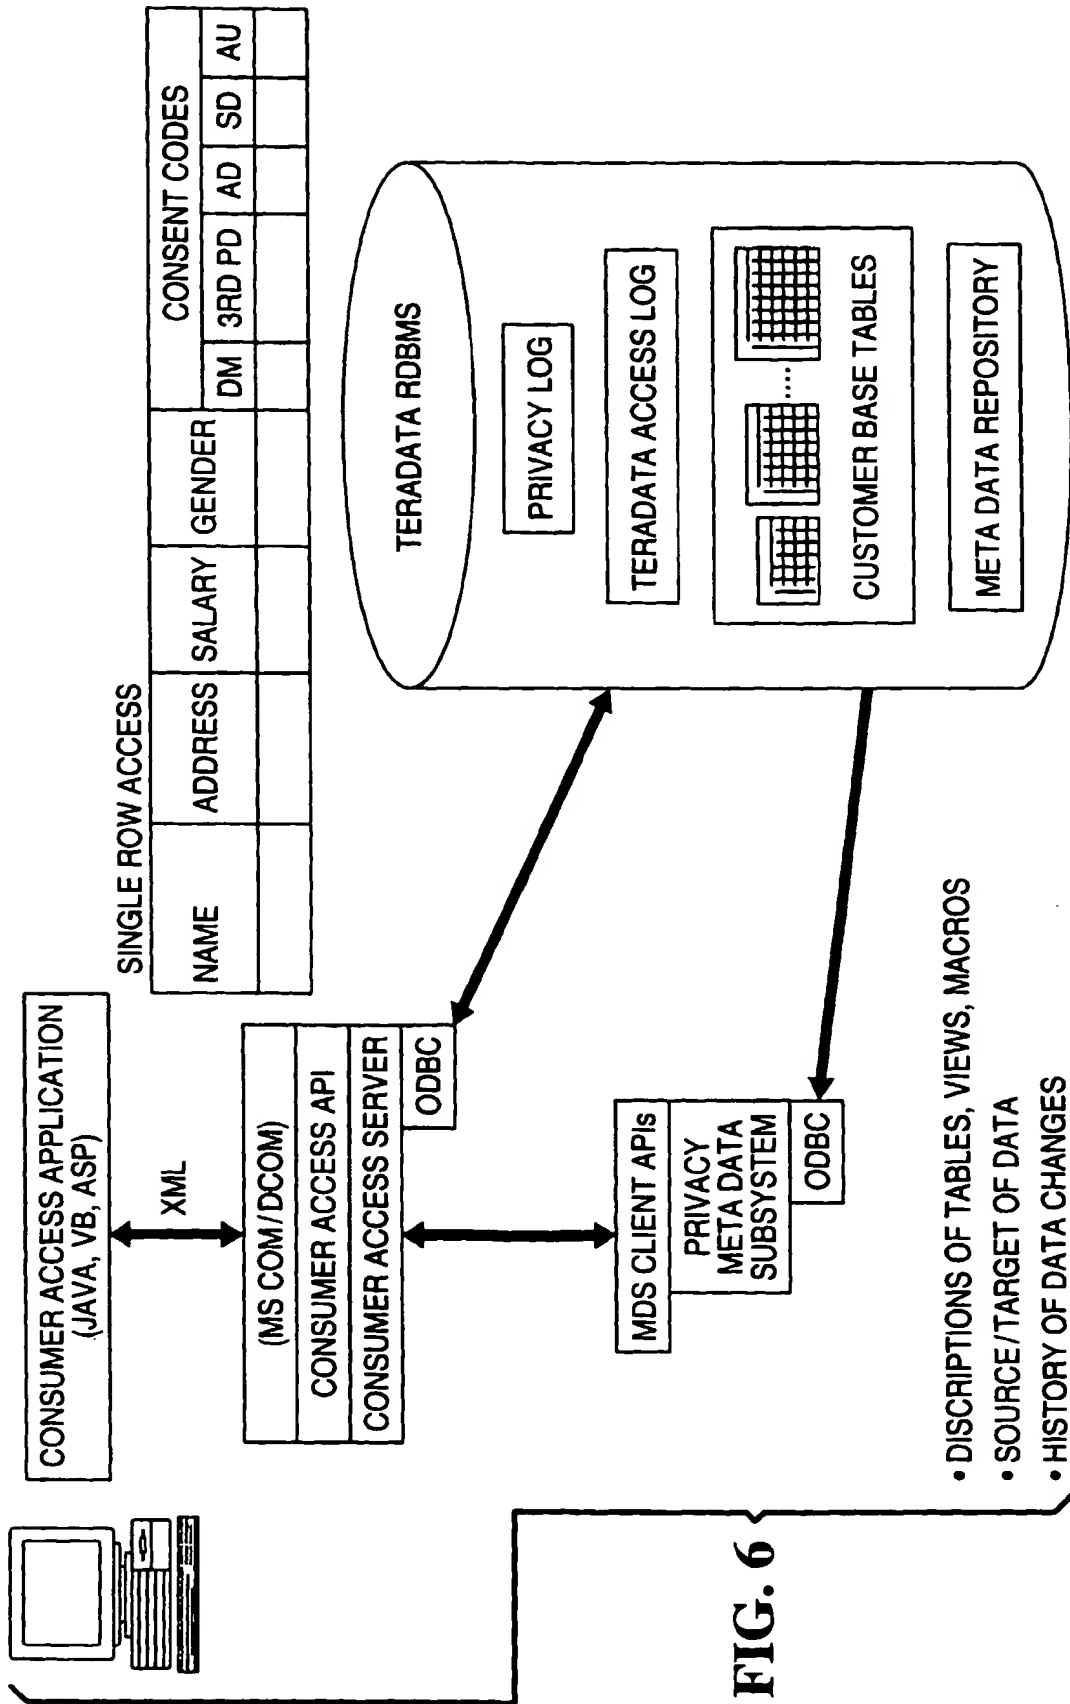 CONSUMER ACCESS APPLICATION
(JAVA, VB, ASP)
XML
(MS COM/DCOM)
CONSUMER ACCESS API
CONSUMER ACCESS SERVER
ODBC
MDS CLIENT APIs
PRIVACY
META DATA
SUBSYSTEM
ODBC
• DISCRIPTIONS OF TABLES, VIEWS, MACROS
• SOURCE/TARGET OF DATA
• HISTORY OF DATA CHANGES
SINGLE ROW ACCESS
NAME ADDRESS SALARY GENDER CONSENT CODES
DM 3RD PD AD SD AU
TERADATA RDBMS
PRIVACY LOG
TERADATA ACCESS LOG
CUSTOMER BASE TABLES
META DATA REPOSITORY
FIG. 6